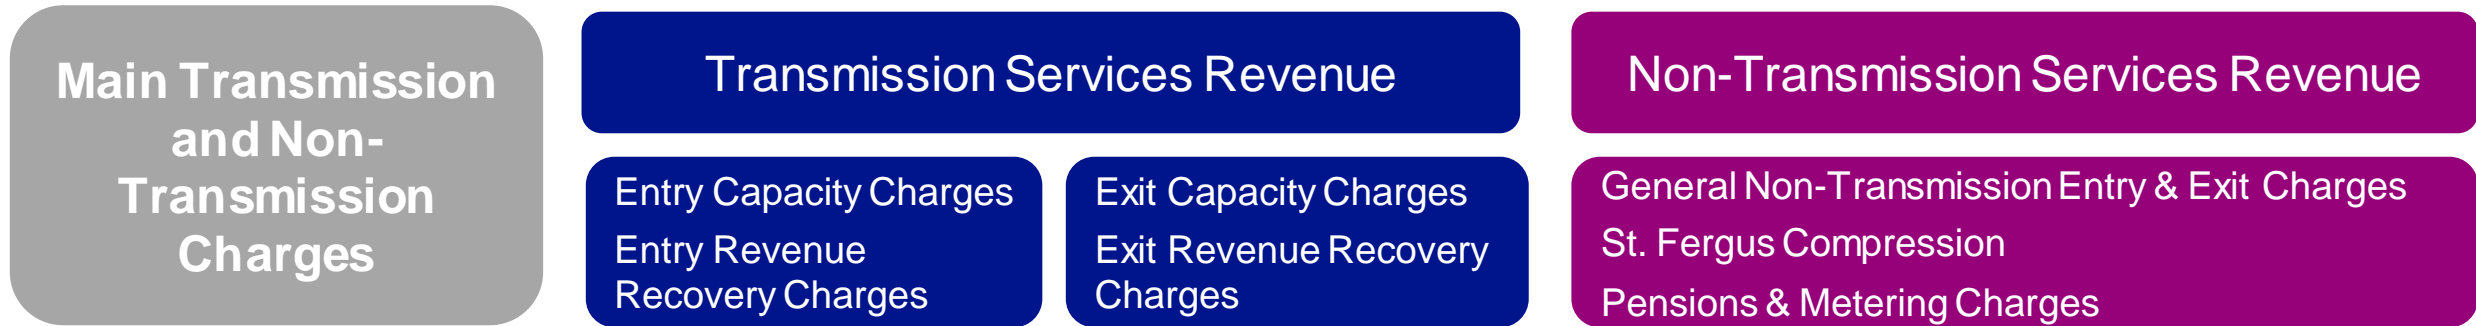 Main Transmission
and Non-
Transmission
Charges
Transmission Services Revenue
Entry Capacity Charges
Entry Revenue
Recovery Charges
Exit Capacity Charges
Exit Revenue Recovery
Charges
Non-Transmission Services Revenue
General Non-Transmission Entry & Exit Charges
St. Fergus Compression
Pensions & Metering Charges